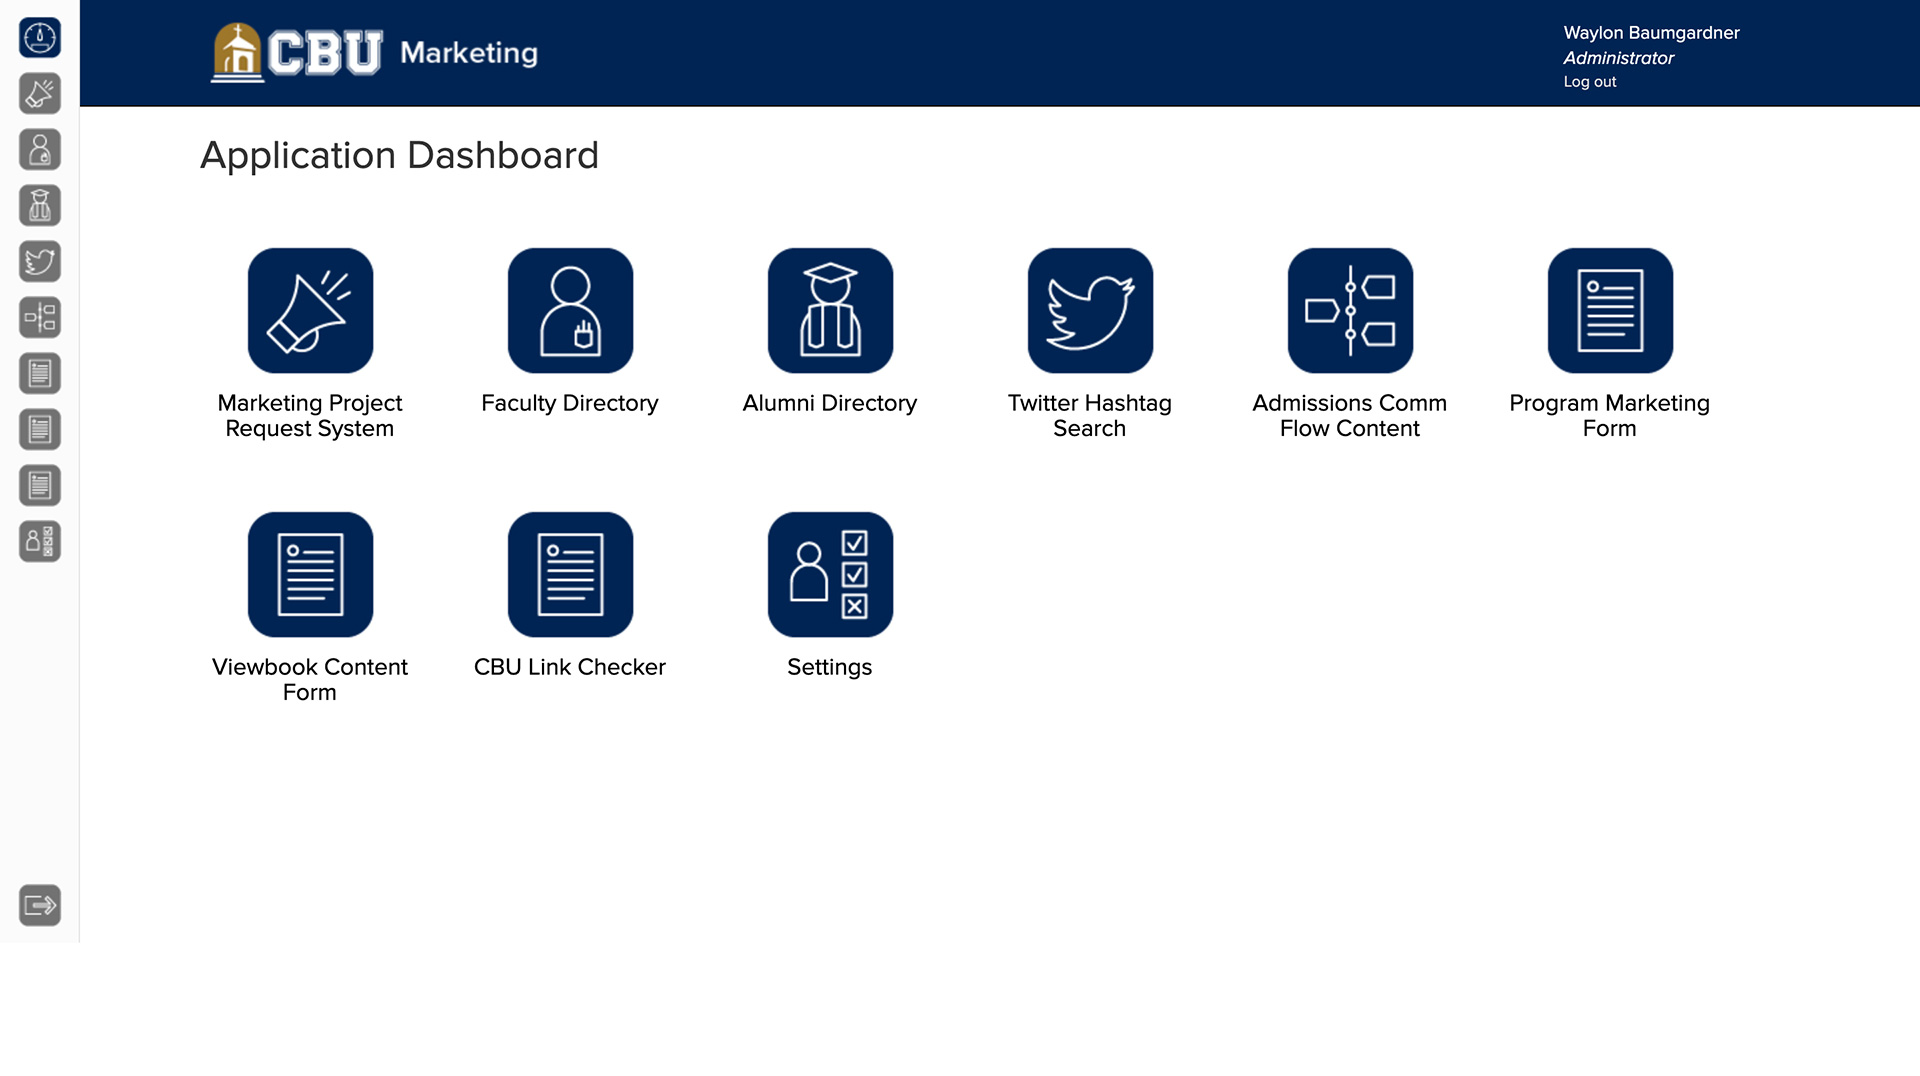 CBU Marketing
Waylon Baumgardner
Administrator
Log out
Application Dashboard
Marketing Project
Request System
Faculty Directory
Alumni Directory
Twitter Hashtag
Search
Admissions Comm
Flow Content
Program Marketing
Form
Viewbook Content
Form
CBU Link Checker
Settings